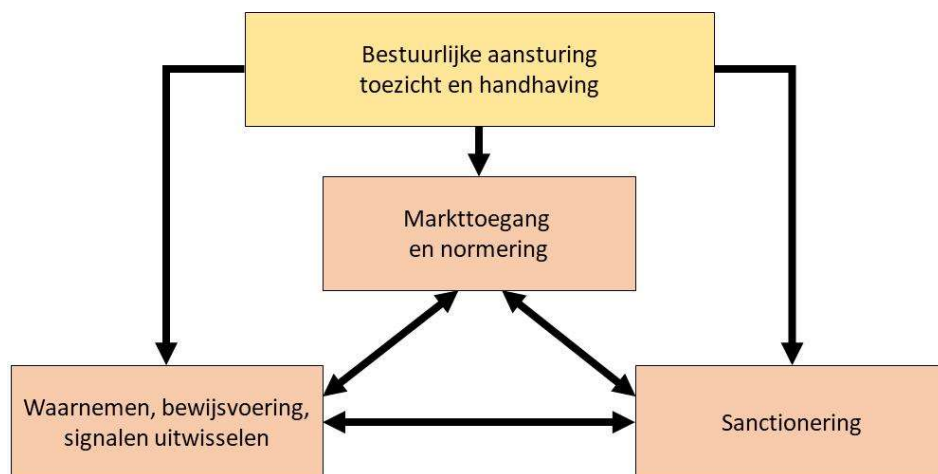 Bestuurlijke aansturing
toezicht en handhaving
Markttoegang
en normering
Waarnemen, bewijsvoering,
signalen uitwisselen
Sanctionering